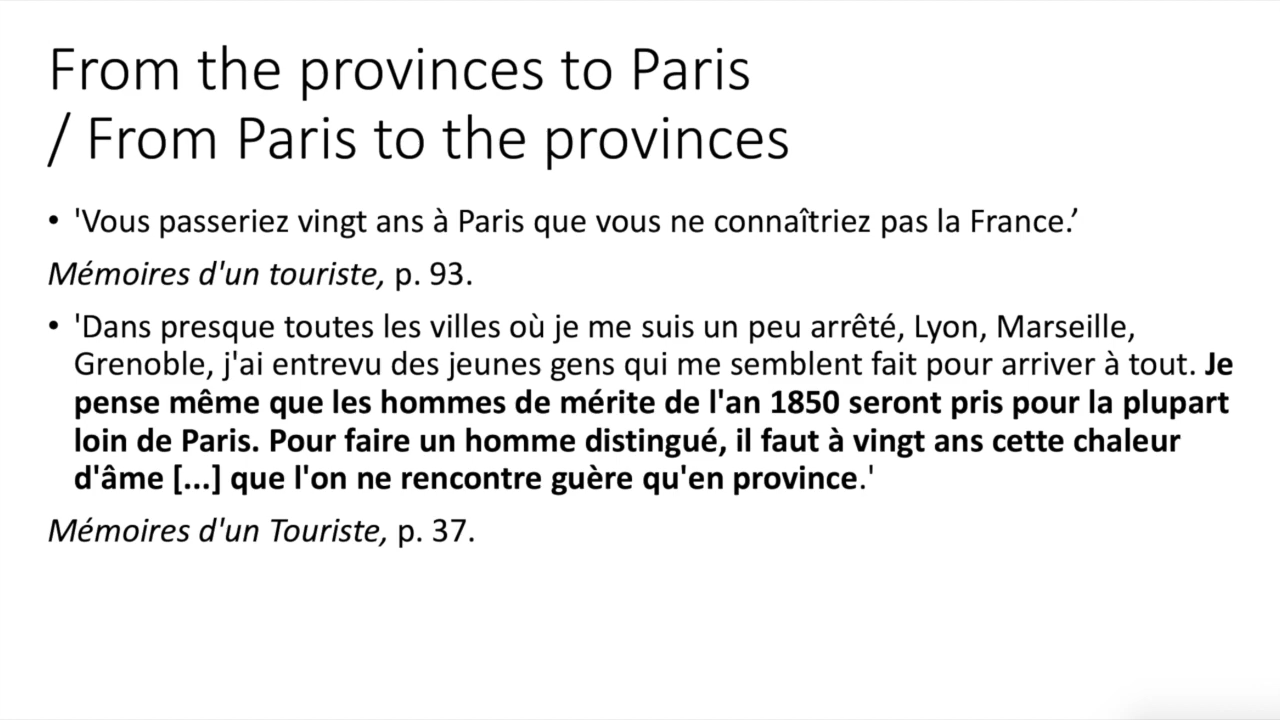 From the provinces to Paris
/ From Paris to the provinces
• 'Vous passeriez vingt ans à Paris que vous ne connaîtriez pas la France.’
Mémoires d'un touriste, p. 93.
• 'Dans presque toutes les villes où je me suis un peu arrêté, Lyon, Marseille,
Grenoble, j'ai entrevu des jeunes gens qui me semblent fait pour arriver à tout. Je
pense même que les hommes de mérite de l'an 1850 seront pris pour la plupart
loin de Paris. Pour faire un homme distingué, il faut à vingt ans cette chaleur
d'âme [...] que l'on ne rencontre guère qu'en province.'
Mémoires d'un Touriste, p. 37.